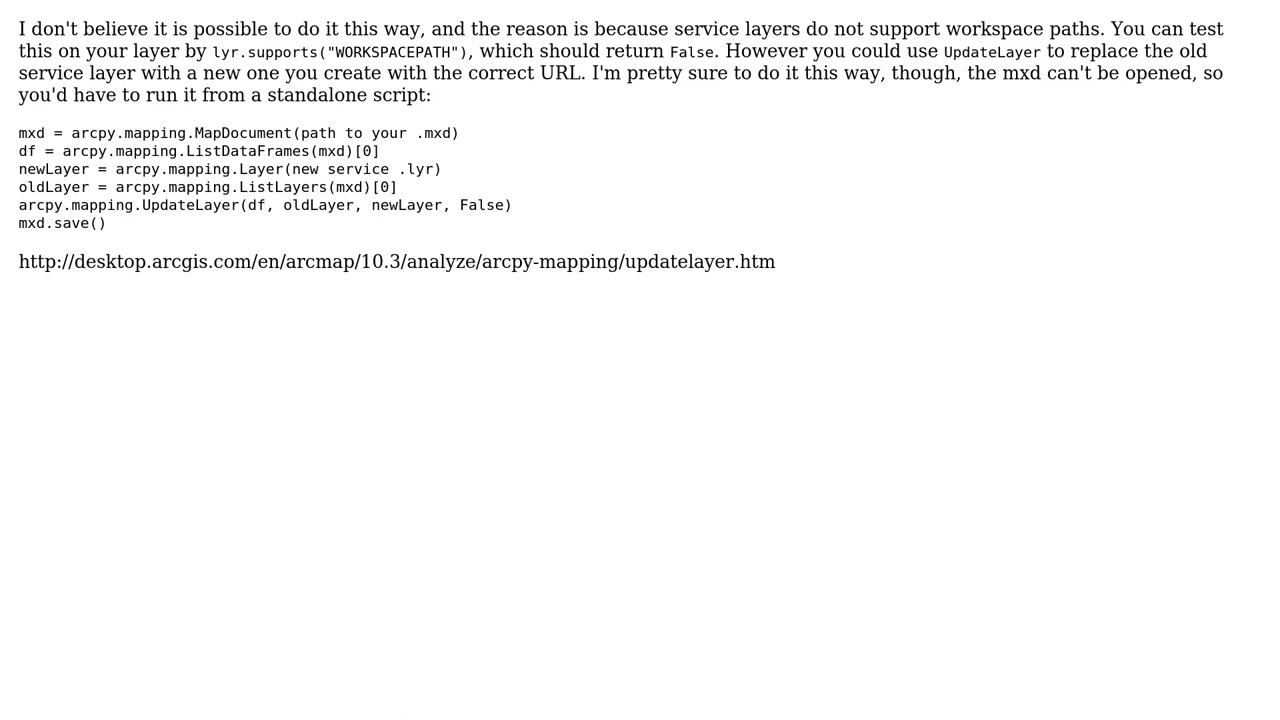 I don't believe it is possible to do it this way, and the reason is because service layers do not support workspace paths. You can test
this on your layer by lyr.supports("WORKSPACEPATH"), which should return False. However you could use UpdateLayer to replace the old
service layer with a new one you create with the correct URL. I'm pretty sure to do it this way, though, the mxd can't be opened, so
you'd have to run it from a standalone script:
mxd = arcpy.mapping.MapDocument(path to your .mxd)
df = arcpy.mapping.ListDataFrames(mxd)[0]
newLayer = arcpy.mapping.Layer(new service .lyr)
oldLayer = arcpy.mapping.ListLayers(mxd)[0]
arcpy.mapping.UpdateLayer(df, oldLayer, newLayer, False)
mxd.save()
http://desktop.arcgis.com/en/arcmap/10.3/analyze/arcpy-mapping/updatelayer.htm